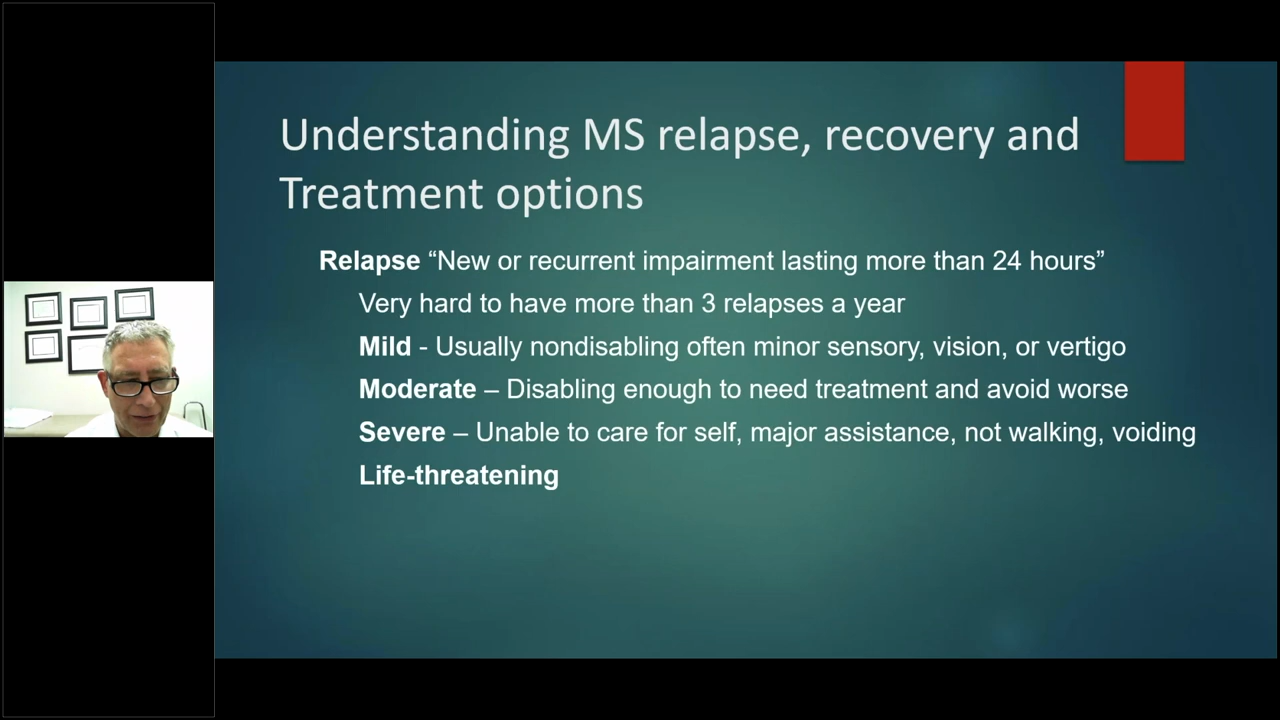 Understanding MS relapse, recovery and
Treatment options
Relapse “New or recurrent impairment lasting more than 24 hours”
Very hard to have more than 3 relapses a year
Mild - Usually nondisabling often minor sensory, vision, or vertigo
Moderate – Disabling enough to need treatment and avoid worse
Severe – Unable to care for self, major assistance, not walking, voiding
Life-threatening